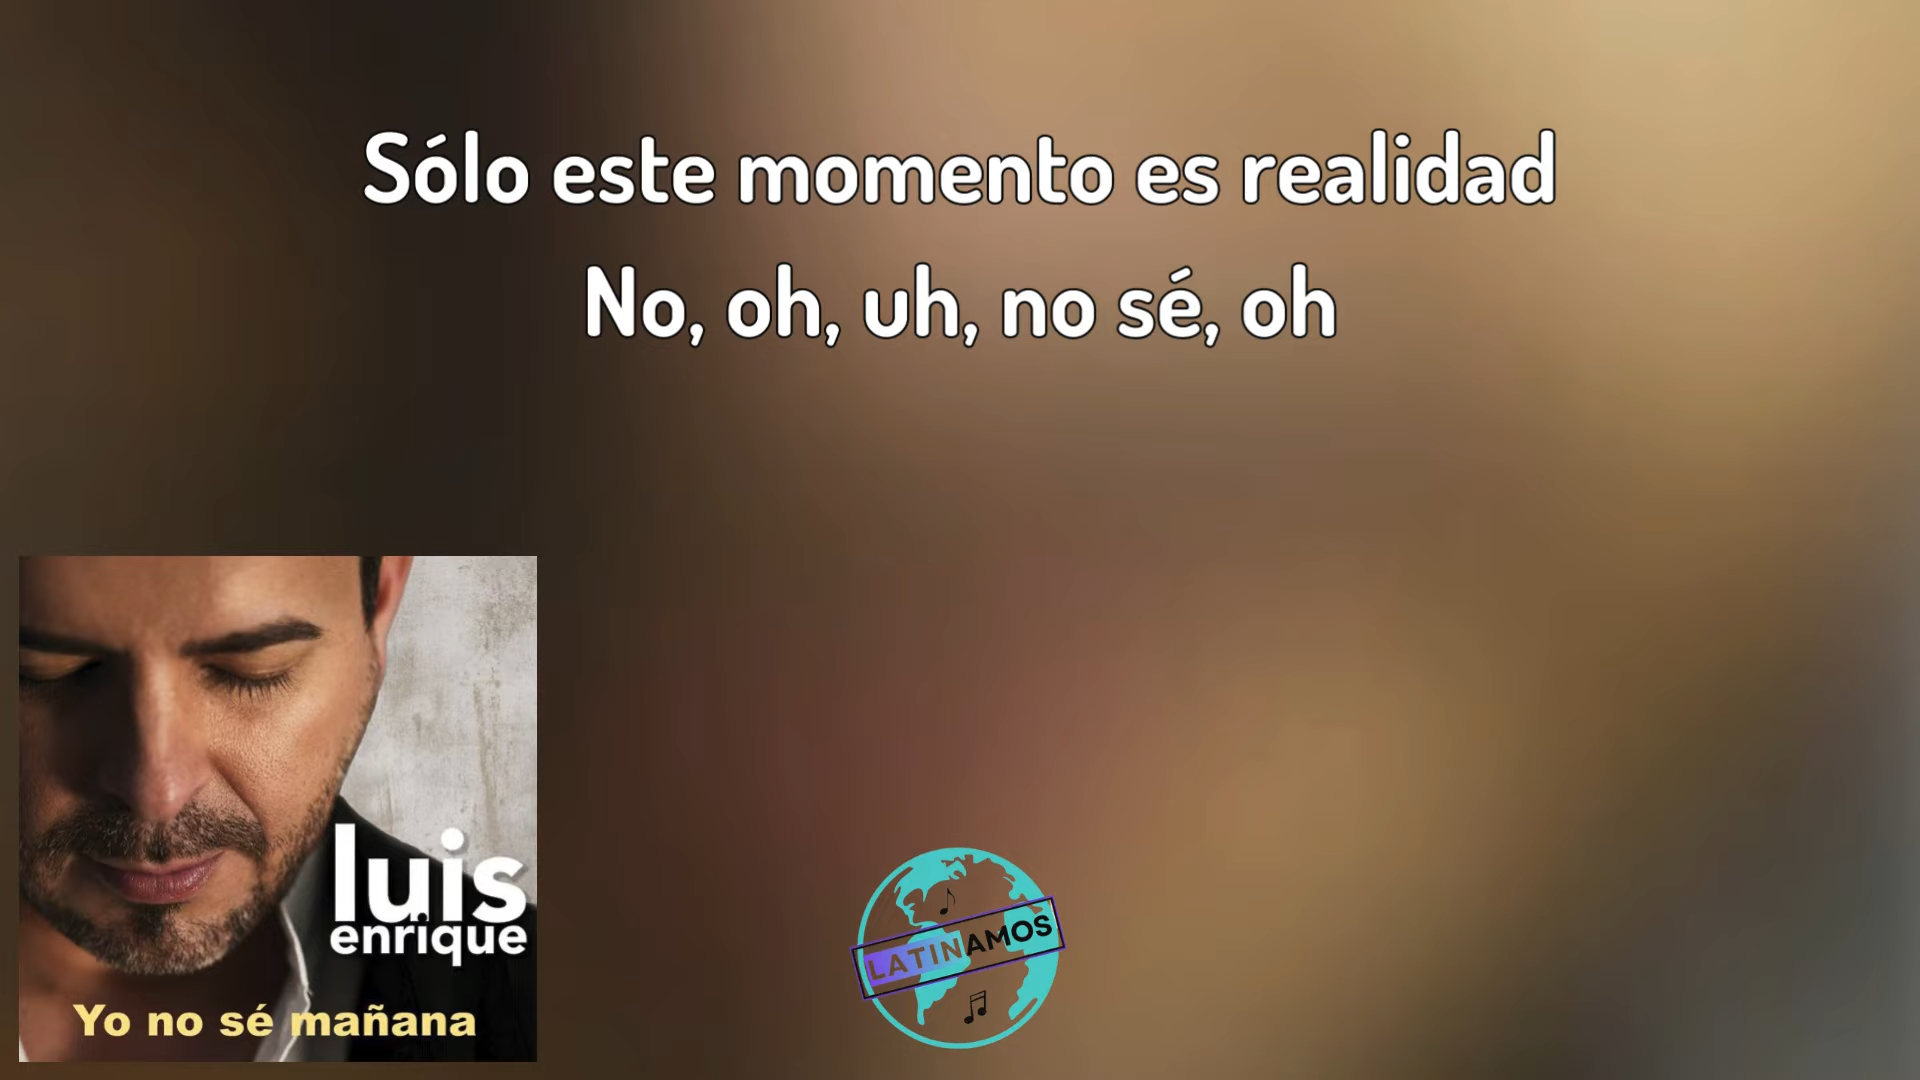 Sólo este momento es realidad
No, oh, uh, no sé, oh
luis
enrique
Yo no sé mañana
LATINAMOS